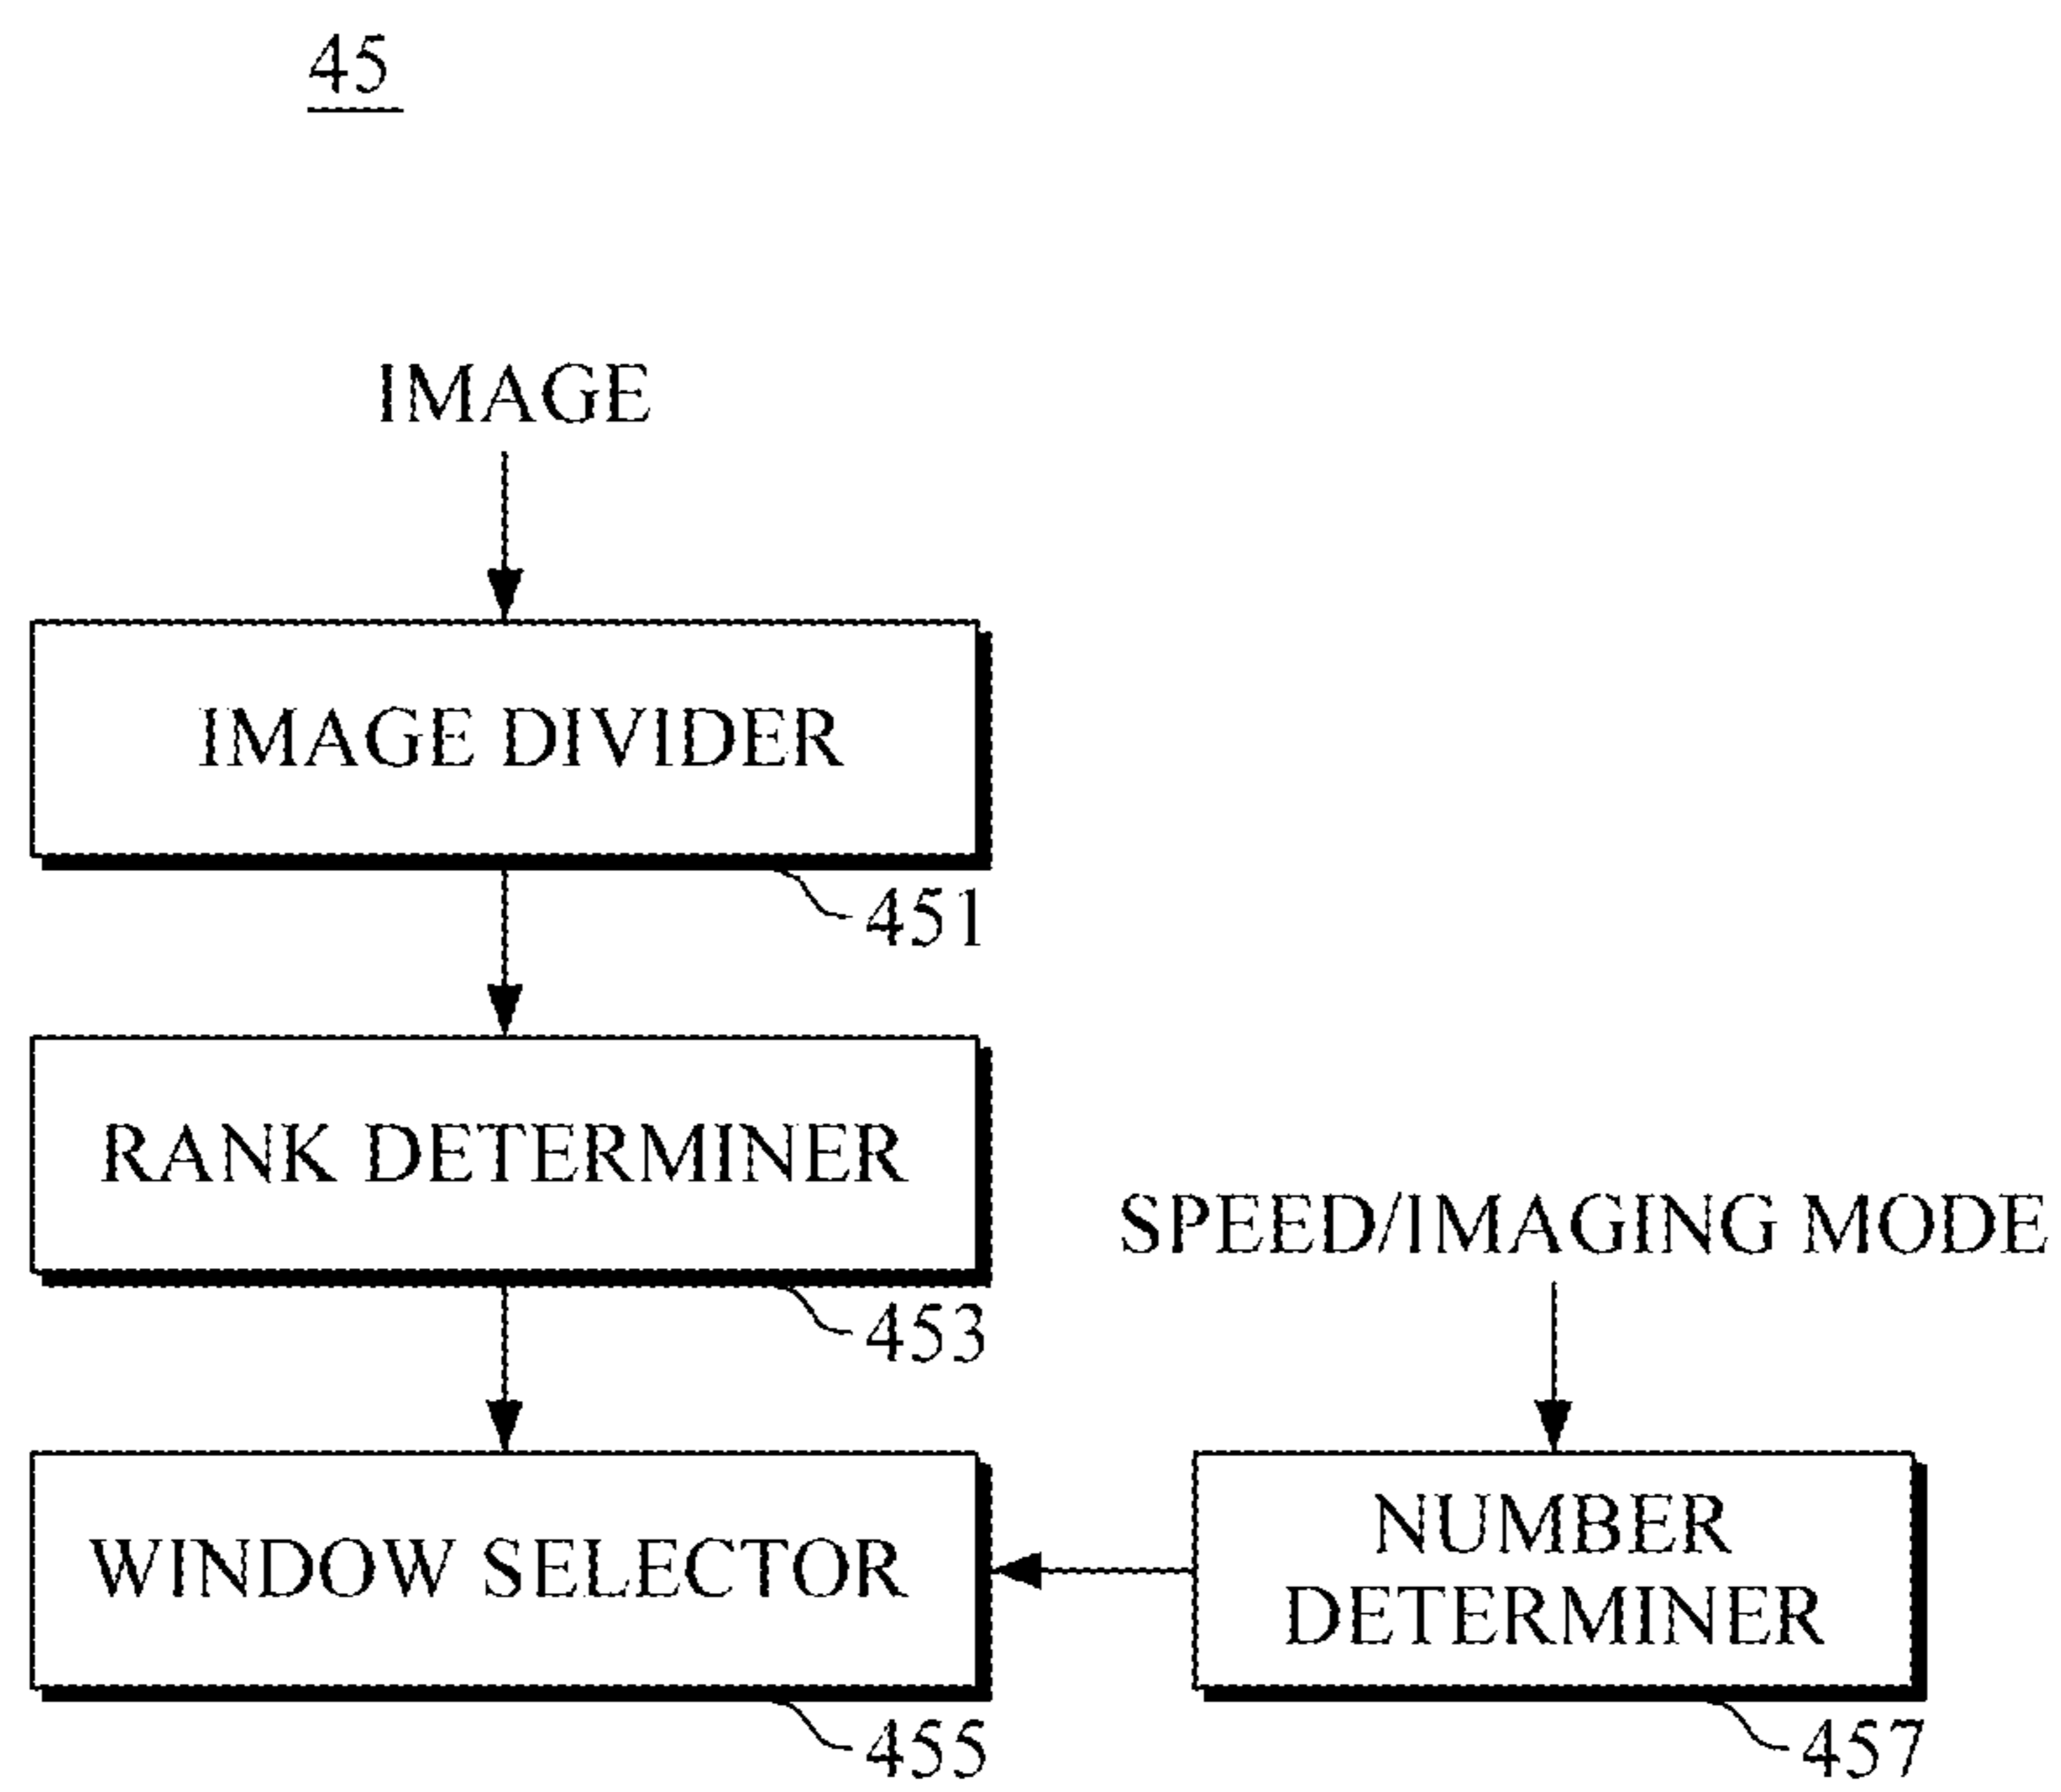 45
IMAGE
IMAGE DIVIDER
451
RANK DETERMINER
453
SPEED/IMAGING MODE
WINDOW SELECTOR
455
NUMBER
DETERMINER
457